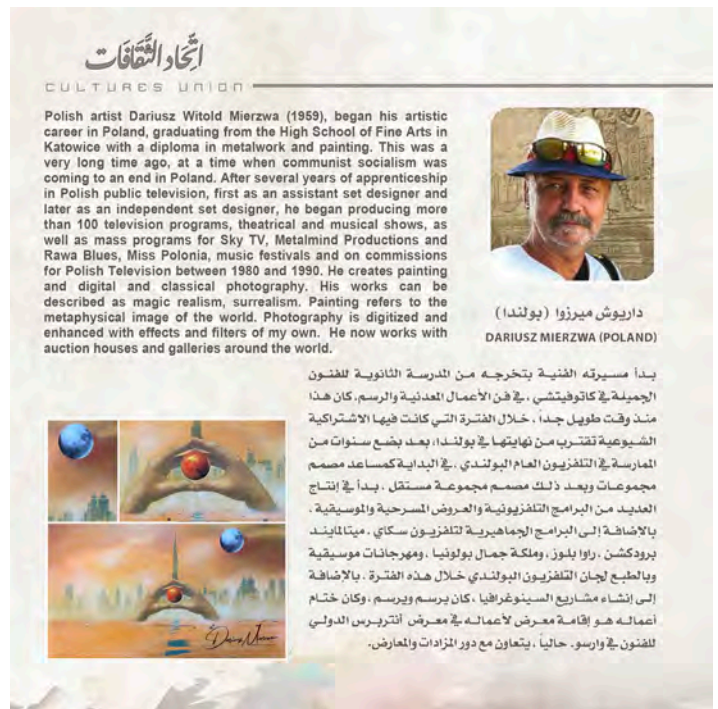 اتِّحَاد الثَّقَافَات
CULTURES UNION
Polish artist Dariusz Witold Mierzwa (1959), began his artistic
career in Poland, graduating from the High School of Fine Arts in
Katowice with a diploma in metalwork and painting. This was a
very long time ago, at a time when communist socialism was
coming to an end in Poland. After several years of apprenticeship
in Polish public television, first as an assistant set designer and
later as an independent set designer, he began producing more
than 100 television programs, theatrical and musical shows, as
well as mass programs for Sky TV, Metalmind Productions and
Rawa Blues, Miss Polonia, music festivals and on commissions
for Polish Television between 1980 and 1990. He creates painting
and digital and classical photography. His works can be
described as magic realism, surrealism. Painting refers to the
metaphysical image of the world. Photography is digitized and
enhanced with effects and filters of my own. He now works with
auction houses and galleries around the world.
داريوش ميرزوا (بولندا)
DARIUSZ MIERZWA (POLAND)
بدأ مسيرته الفنية بتخرجه من المدرسة الثانوية للفنون
الجميلة في كاتوفيتشي ، في فن الأعمال المعدنية والرسم. كان هذا
منذ وقت طويل جداً ، خلال الفترة التي كانت فيها الاشتراكية
الشيوعية تقترب من نهايتها في بولندا، بعد بضع سنوات من
الممارسة في التلفزيون العام البولندي ، في البداية كمساعد مصمم
مجموعات وبعد ذلك مصمم مجموعة مستقل ، بدأ في إنتاج
العديد من البرامج التلفزيونية والعروض المسرحية والموسيقية ،
بالإضافة إلى البرامج الجماهيرية لتلفزيون سكاي ، ميتالمايند
برودكشن ، راوا بلوز ، وملكة جمال بولونيا ، ومهرجانات موسيقية
وبالطبع لجان التلفزيون البولندي خلال هذه الفترة . بالإضافة
إلى إنشاء مشاريع السينوغرافيا ، كان يرسم ويرسم ، وكان ختام
أعماله هو إقامة معرض لأعماله في معرض أنتربرس الدولي
للفنون في وارسو. حالياً ، يتعاون مع دور المزادات والمعارض.